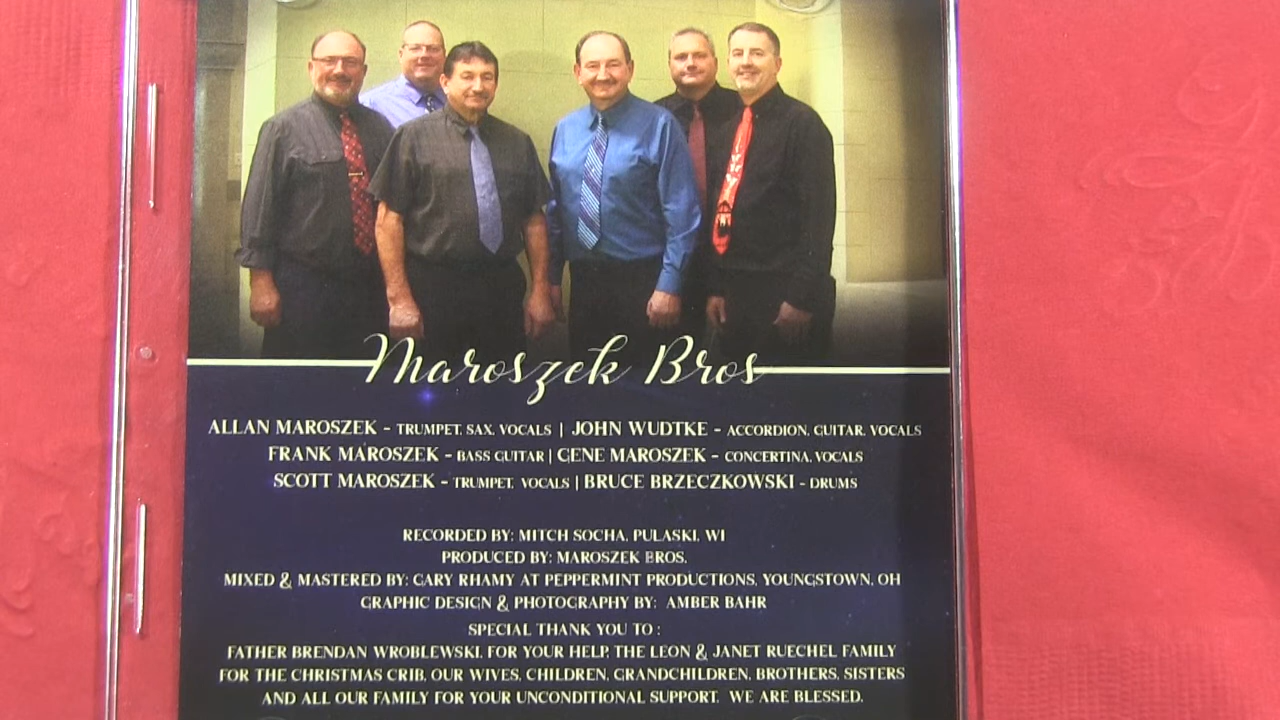 Maroszek Bros
ALLAN MAROSZEK - TRUMPET, SAX, VOCALS | JOHN WUDTKE - ACCORDION, GUITAR, VOCALS
FRANK MAROSZEK - BASS GUITAR | GENE MAROSZEK - CONCERTINA, VOCALS
SCOTT MAROSZEK - TRUMPET, VOCALS | BRUCE BRZECZKOWSKI - DRUMS
RECORDED BY: MITCH SOCHA, PULASKI, WI
PRODUCED BY: MAROSZEK BROS.
MIXED & MASTERED BY: GARY RHAMY AT PEPPERMINT PRODUCTIONS, YOUNGSTOWN, OH
GRAPHIC DESIGN & PHOTOGRAPHY BY: AMBER BAHR
SPECIAL THANK YOU TO :
FATHER BRENDAN WROBLEWSKI, FOR YOUR HELP, THE LEON & JANET RUECHEL FAMILY
FOR THE CHRISTMAS CRIB, OUR WIVES, CHILDREN, GRANDCHILDREN, BROTHERS, SISTERS
AND ALL OUR FAMILY FOR YOUR UNCONDITIONAL SUPPORT. WE ARE BLESSED.